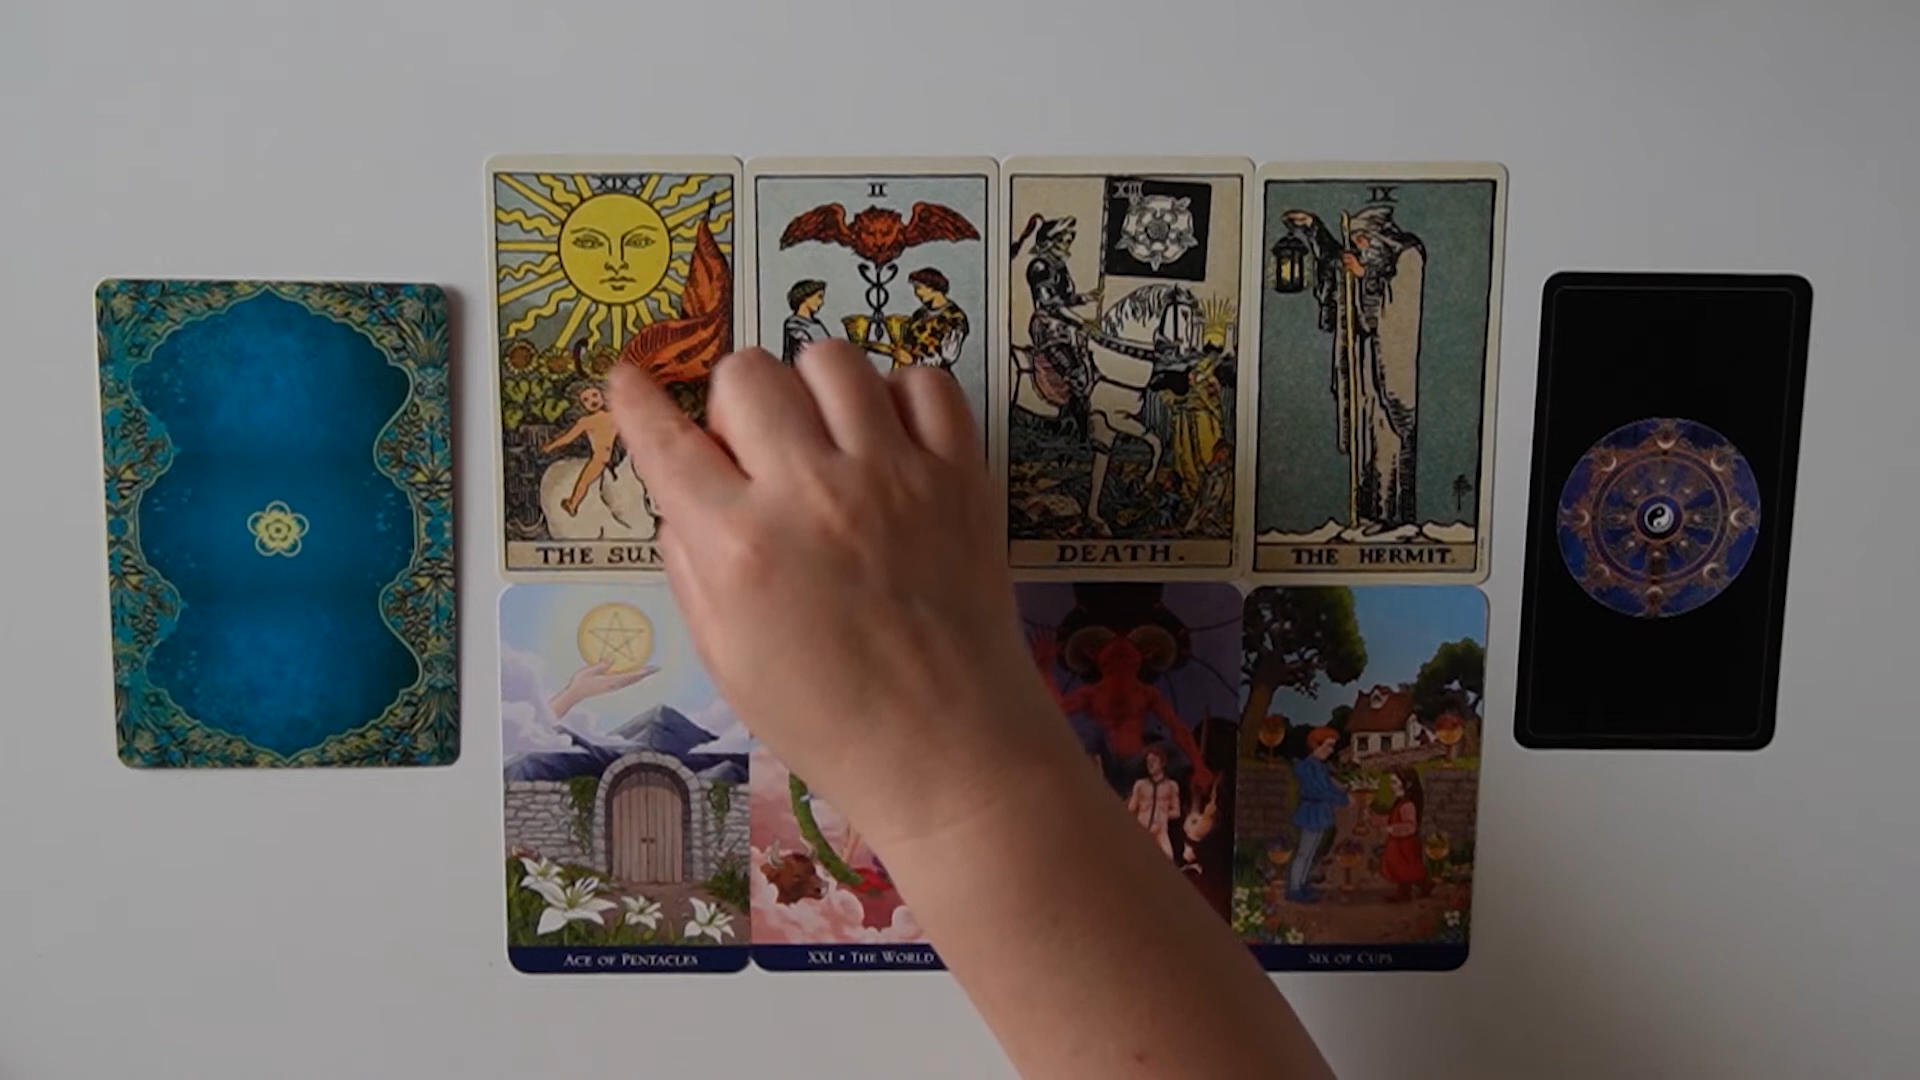 XIX
II
XIII
IX
THE SUN
DEATH.
THE HERMIT.
ACE OF PENTACLES
XXI • THE WORLD
SIX OF CUPS